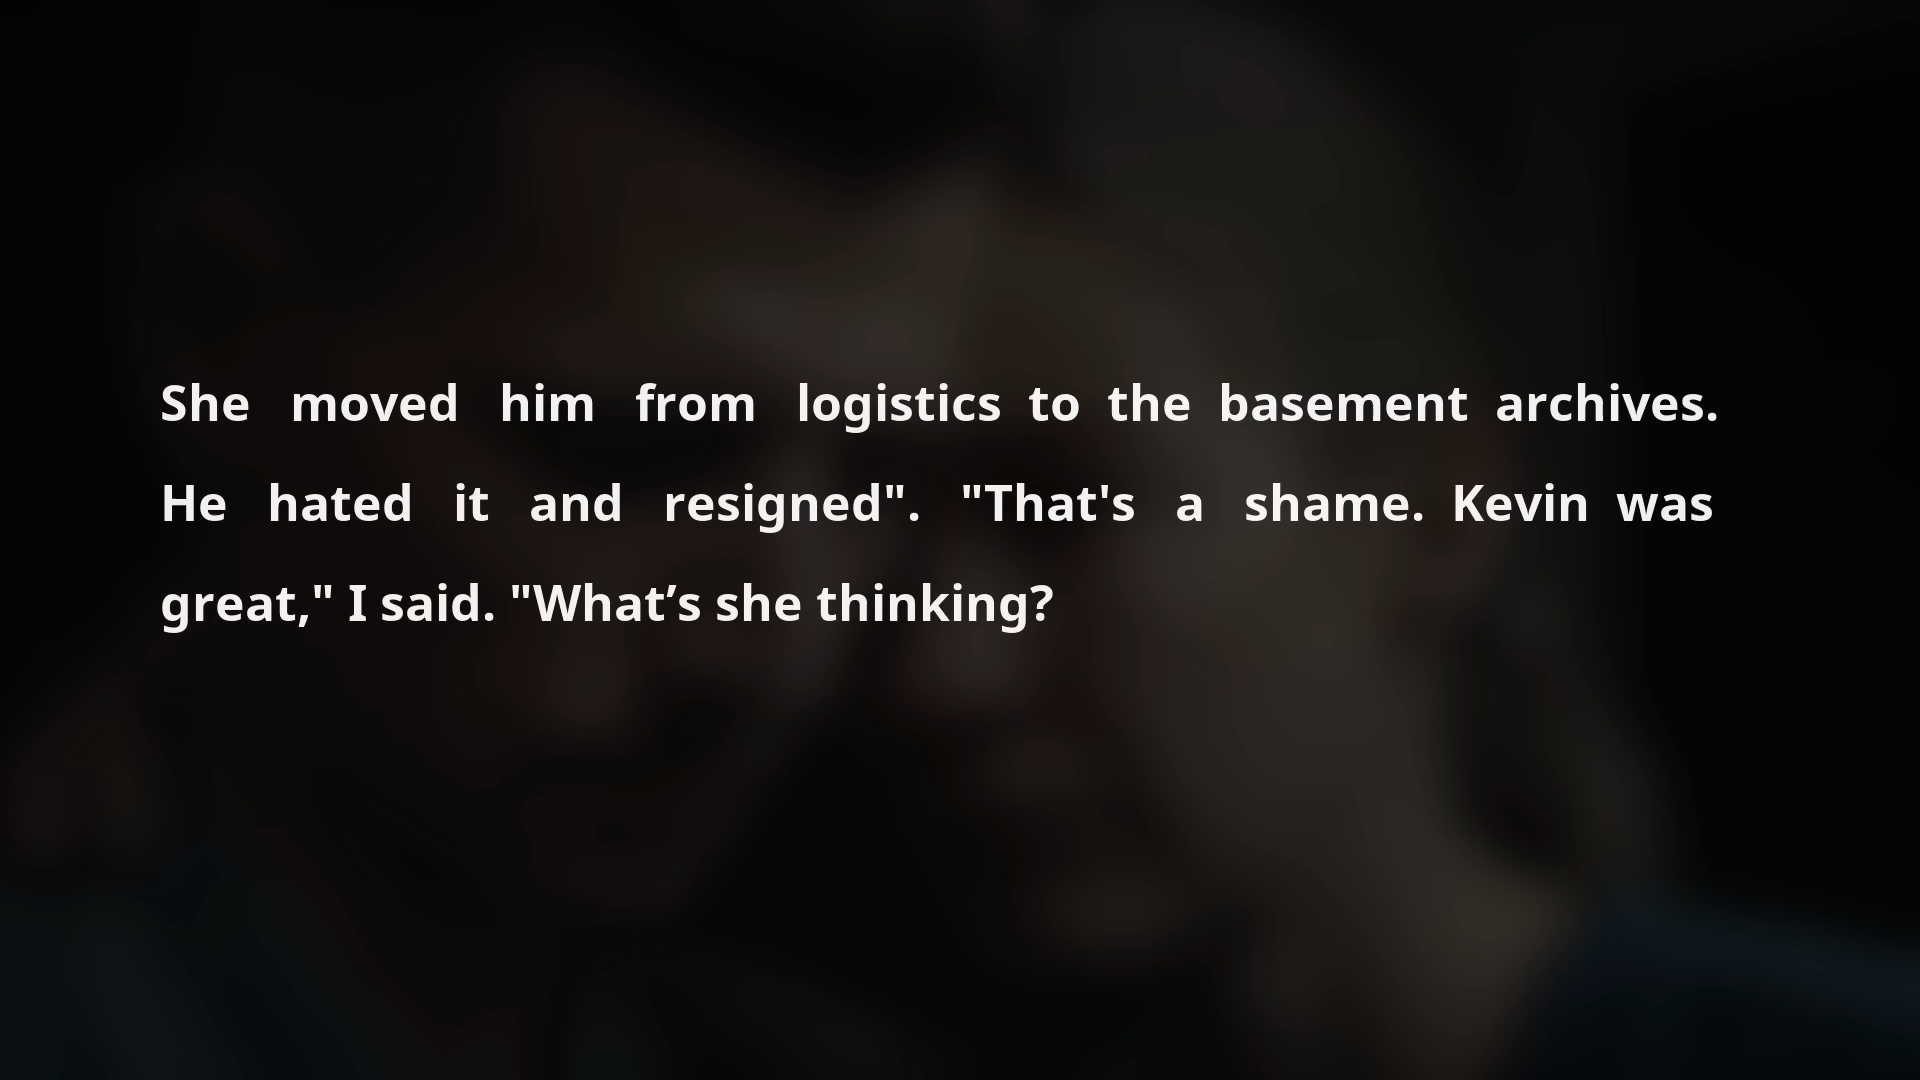 She moved him from logistics to the basement archives.
He hated it and resigned". "That's a shame. Kevin was
great," I said. "What’s she thinking?